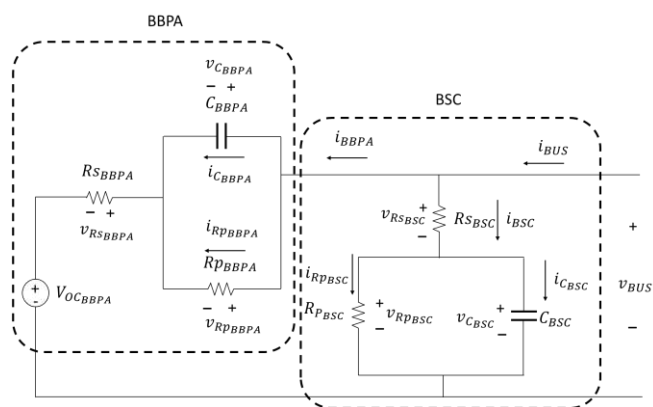 BBPA
v_{C_{BBPA}}
− +
C_{BBPA}
BSC
i_{BBPA}
i_{BUS}
i_{C_{BBPA}}
Rs_{BBPA}
− +
v_{Rs_{BBPA}}
i_{Rp_{BBPA}}
Rp_{BBPA}
− +
v_{Rp_{BBPA}}
+
-
V_{OC_{BBPA}}
+
v_{Rs_{BSC}}
−
Rs_{BSC}
i_{BSC}
i_{Rp_{BSC}}
R_{P_{BSC}}
+
v_{Rp_{BSC}}
−
+
v_{C_{BSC}}
−
C_{BSC}
i_{C_{BSC}}
+
v_{BUS}
−